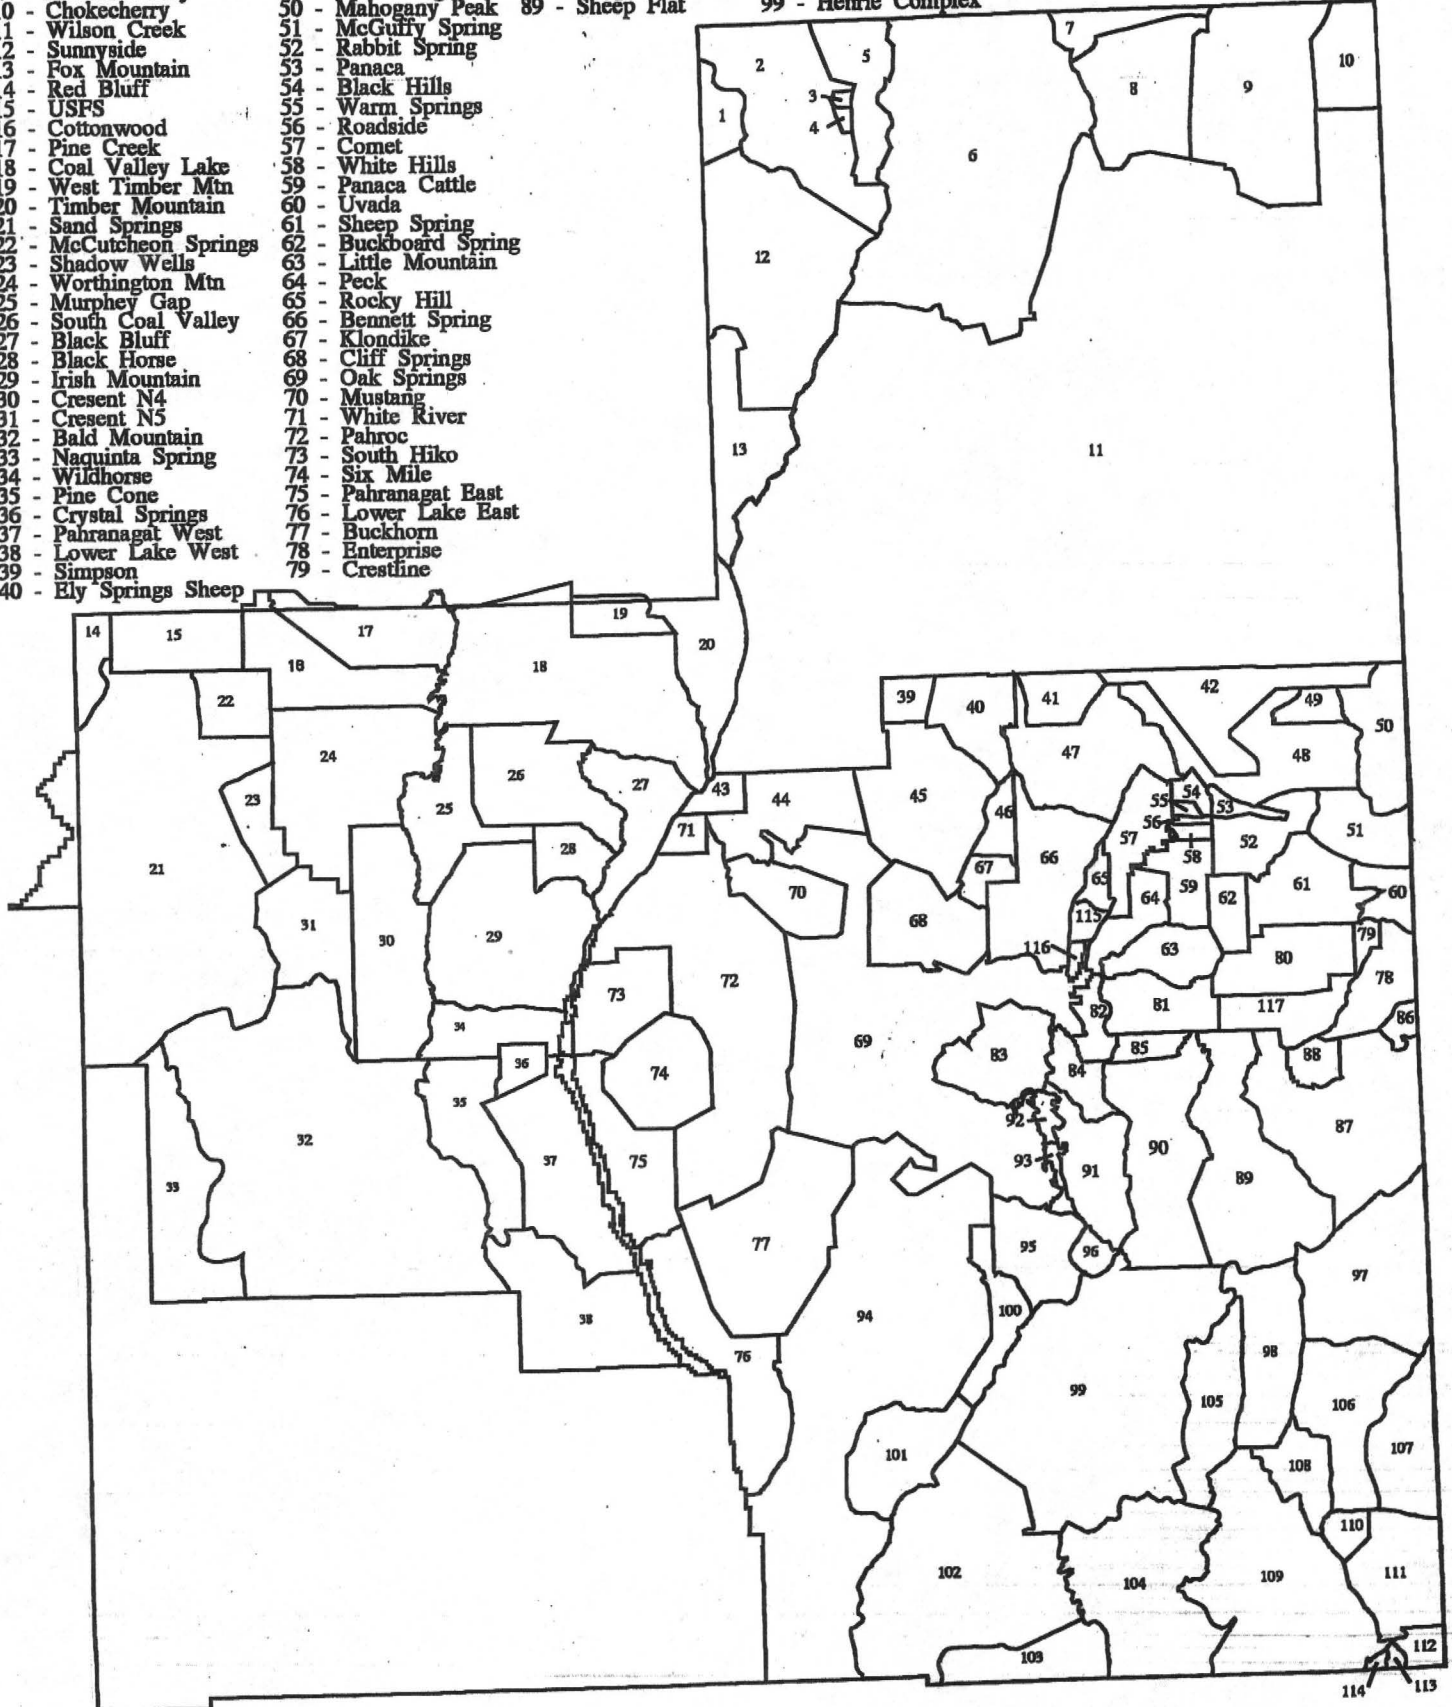 0 - Chokecherry
1 - Wilson Creek
2 - Sunnyside
3 - Fox Mountain
4 - Red Bluff
5 - USFS
6 - Cottonwood
7 - Pine Creek
8 - Coal Valley Lake
9 - West Timber Mtn
20 - Timber Mountain
21 - Sand Springs
22 - McCutcheon Springs
23 - Shadow Wells
24 - Worthington Mtn
25 - Murphey Gap
26 - South Coal Valley
27 - Black Bluff
28 - Black Horse
29 - Irish Mountain
30 - Cresent N4
31 - Cresent N5
32 - Bald Mountain
33 - Naquinta Spring
34 - Wildhorse
35 - Pine Cone
36 - Crystal Springs
37 - Pahranagat West
38 - Lower Lake West
39 - Simpson
40 - Ely Springs Sheep
50 - Mahogany Peak
51 - McGuffy Spring
52 - Rabbit Spring
53 - Panaca
54 - Black Hills
55 - Warm Springs
56 - Roadside
57 - Comet
58 - White Hills
59 - Panaca Cattle
60 - Uvada
61 - Sheep Spring
62 - Buckboard Spring
63 - Little Mountain
64 - Peck
65 - Rocky Hill
66 - Bennett Spring
67 - Klondike
68 - Cliff Springs
69 - Oak Springs
70 - Mustang
71 - White River
72 - Pahroc
73 - South Hiko
74 - Six Mile
75 - Pahranagat East
76 - Lower Lake East
77 - Buckhorn
78 - Enterprise
79 - Crestline
89 - Sheep Flat
99 - Henrie Complex
1
2
3
4
5
6
7
8
9
10
11
12
13
14
15
16
17
18
19
20
21
22
23
24
25
26
27
28
29
30
31
32
33
34
35
36
37
38
39
40
41
42
43
44
45
46
47
48
49
50
51
52
53
54
55
56
57
58
59
60
61
62
63
64
65
66
67
68
69
70
71
72
73
74
75
76
77
78
79
80
81
82
83
84
85
86
87
88
89
90
91
92
93
94
95
96
97
98
99
100
101
102
103
104
105
106
107
108
109
110
111
112
113
114
115
116
117